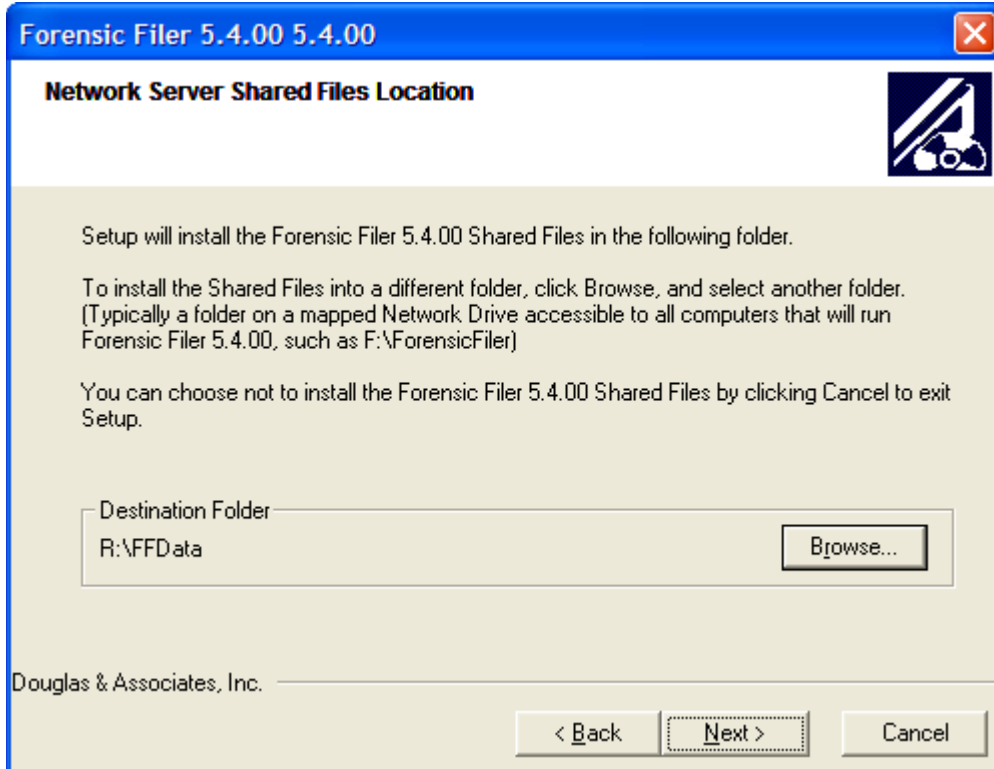 Forensic Filer 5.4.00 5.4.00
Network Server Shared Files Location
Setup will install the Forensic Filer 5.4.00 Shared Files in the following folder.
To install the Shared Files into a different folder, click Browse, and select another folder.
(Typically a folder on a mapped Network Drive accessible to all computers that will run
Forensic Filer 5.4.00, such as F:\ForensicFiler)
You can choose not to install the Forensic Filer 5.4.00 Shared Files by clicking Cancel to exit
Setup.
Destination Folder
R:\FFData
Browse...
Douglas & Associates, Inc.
< Back
Next >
Cancel